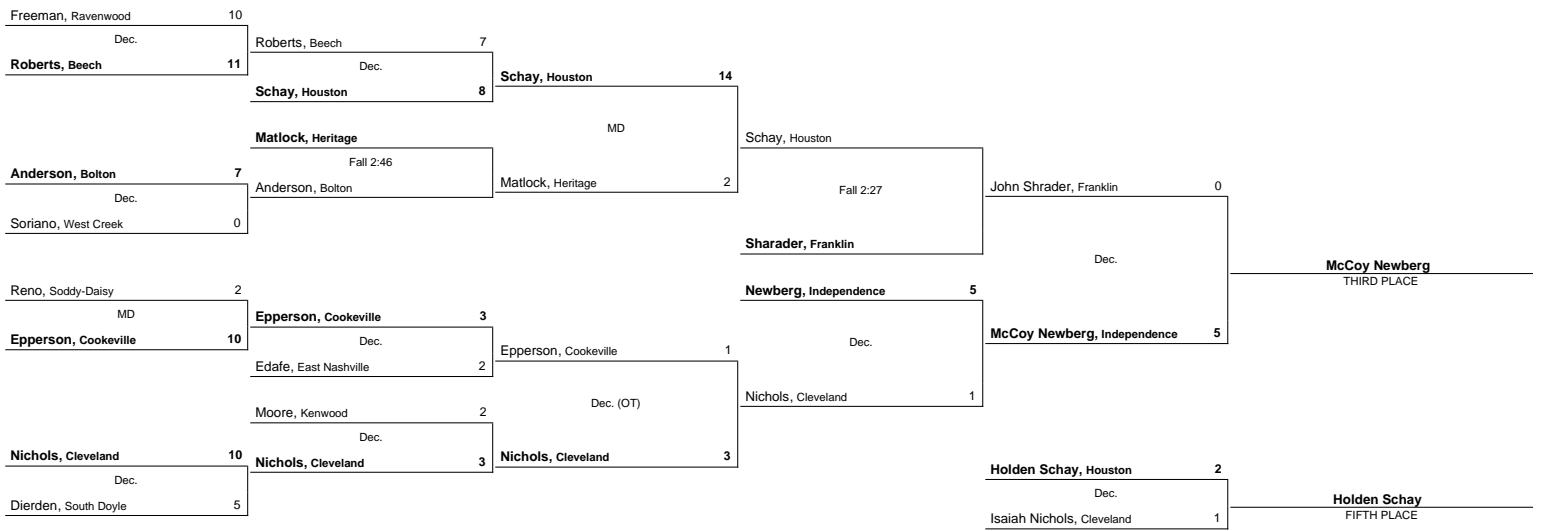 Freeman, Ravenwood 10
Dec.
Roberts, Beech 11
Anderson, Bolton 7
Dec.
Soriano, West Creek 0
Reno, Soddy-Daisy 2
MD
Epperson, Cookeville 10
Nichols, Cleveland 10
Dec.
Dierden, South Doyle 5
Roberts, Beech 7
Dec.
Schay, Houston 8
Matlock, Heritage
Fall 2:46
Anderson, Bolton
Epperson, Cookeville 3
Dec.
Edafe, East Nashville 2
Moore, Kenwood 2
Dec.
Nichols, Cleveland 3
Schay, Houston 14
MD
Matlock, Heritage 2
Epperson, Cookeville 1
Dec. (OT)
Nichols, Cleveland 3
Schay, Houston
Fall 2:27
Sharader, Franklin
Newberg, Independence 5
Dec.
Nichols, Cleveland 1
John Shrader, Franklin 0
Dec.
McCoy Newberg, Independence 5
McCoy Newberg
THIRD PLACE
Holden Schay, Houston 2
Dec.
Isaiah Nichols, Cleveland 1
Holden Schay
FIFTH PLACE